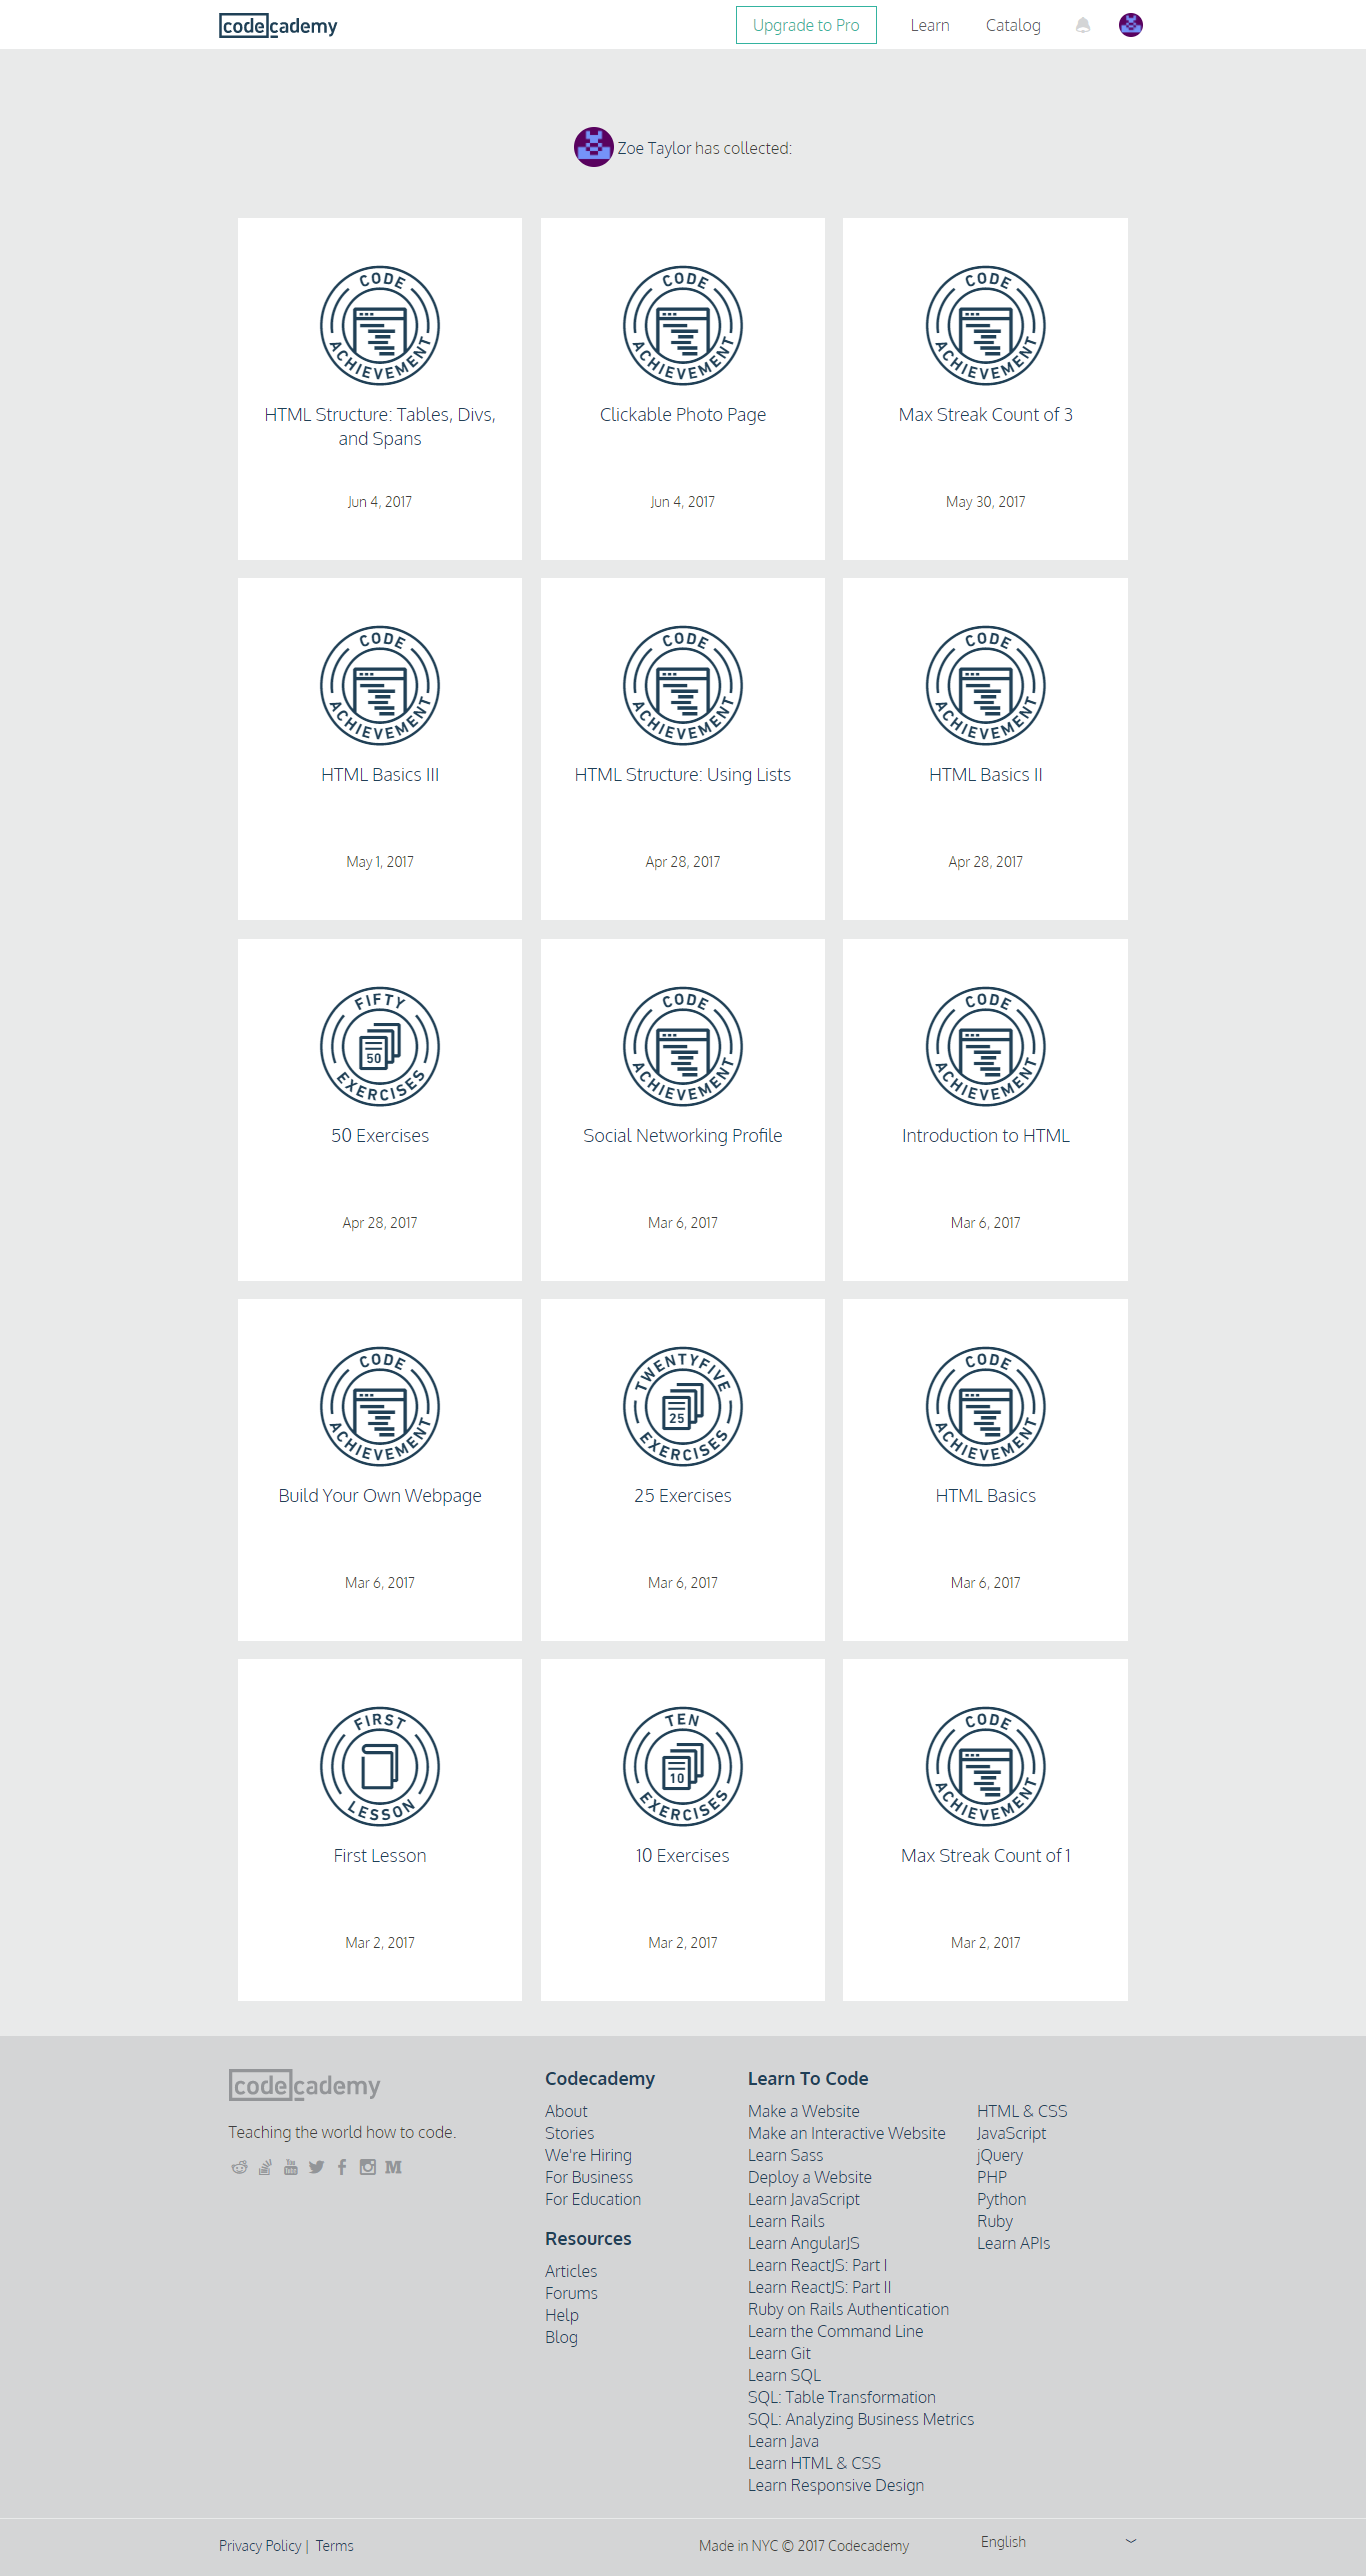 codecademy
Upgrade to Pro
Learn
Catalog
Zoe Taylor has collected:
CODE
ACHIEVEMENT
HTML Structure: Tables, Divs,
and Spans
Jun 4, 2017
CODE
ACHIEVEMENT
Clickable Photo Page
Jun 4, 2017
CODE
ACHIEVEMENT
Max Streak Count of 3
May 30, 2017
CODE
ACHIEVEMENT
HTML Basics III
May 1, 2017
CODE
ACHIEVEMENT
HTML Structure: Using Lists
Apr 28, 2017
CODE
ACHIEVEMENT
HTML Basics II
Apr 28, 2017
FIFTY
50
EXERCISES
50 Exercises
Apr 28, 2017
CODE
ACHIEVEMENT
Social Networking Profile
Mar 6, 2017
CODE
ACHIEVEMENT
Introduction to HTML
Mar 6, 2017
CODE
ACHIEVEMENT
Build Your Own Webpage
Mar 6, 2017
TWENTYFIVE
25
EXERCISES
25 Exercises
Mar 6, 2017
CODE
ACHIEVEMENT
HTML Basics
Mar 6, 2017
FIRST
LESSON
First Lesson
Mar 2, 2017
TEN
10
EXERCISES
10 Exercises
Mar 2, 2017
CODE
ACHIEVEMENT
Max Streak Count of 1
Mar 2, 2017
codecademy
Teaching the world how to code.
Codecademy
About
Stories
We're Hiring
For Business
For Education
Resources
Articles
Forums
Help
Blog
Learn To Code
Make a Website
Make an Interactive Website
Learn Sass
Deploy a Website
Learn JavaScript
Learn Rails
Learn AngularJS
Learn ReactJS: Part I
Learn ReactJS: Part II
Ruby on Rails Authentication
Learn the Command Line
Learn Git
Learn SQL
SQL: Table Transformation
SQL: Analyzing Business Metrics
Learn Java
Learn HTML & CSS
Learn Responsive Design
HTML & CSS
JavaScript
jQuery
PHP
Python
Ruby
Learn APIs
Privacy Policy | Terms
Made in NYC © 2017 Codecademy
English